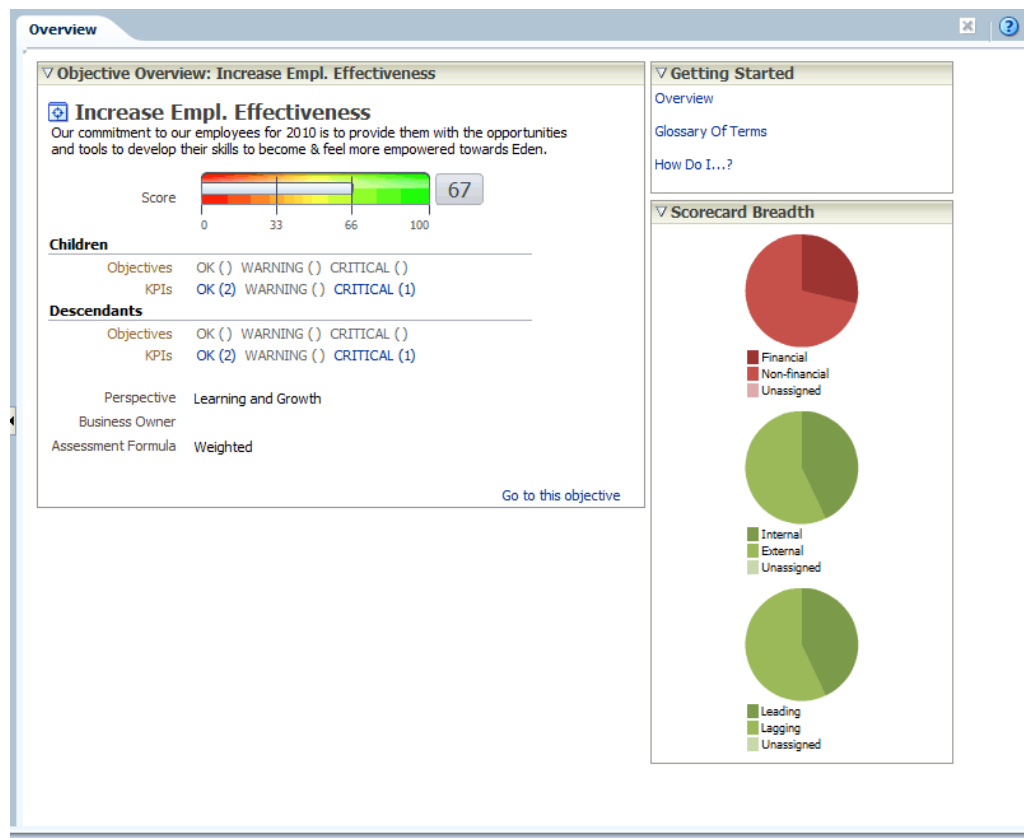 Overview
Objective Overview: Increase Empl. Effectiveness
Increase Empl. Effectiveness
Our commitment to our employees for 2010 is to provide them with the opportunities
and tools to develop their skills to become & feel more empowered towards Eden.
Score
67
0 33 66 100
Children
Objectives OK ( ) WARNING ( ) CRITICAL ( )
KPIs OK (2) WARNING ( ) CRITICAL (1)
Descendants
Objectives OK ( ) WARNING ( ) CRITICAL ( )
KPIs OK (2) WARNING ( ) CRITICAL (1)
Perspective Learning and Growth
Business Owner
Assessment Formula Weighted
Go to this objective
Getting Started
Overview
Glossary Of Terms
How Do I...?
Scorecard Breadth
Financial
Non-financial
Unassigned
Internal
External
Unassigned
Leading
Lagging
Unassigned